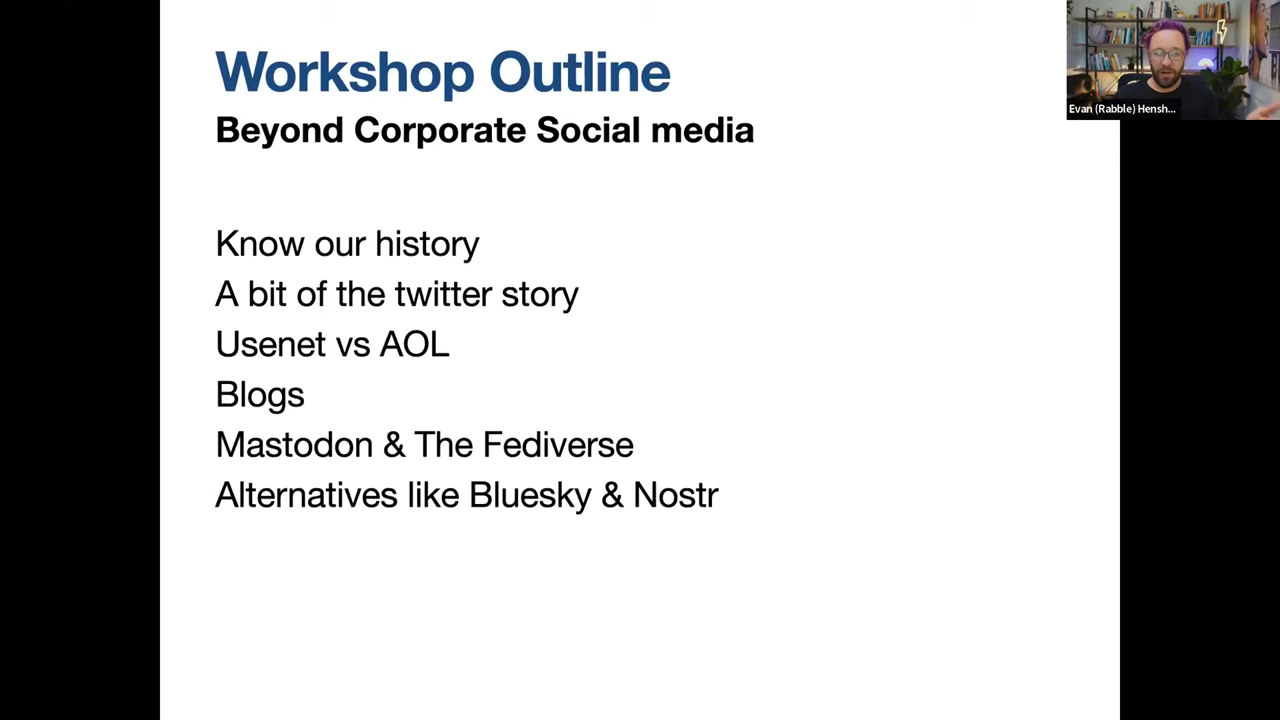 Workshop Outline
Beyond Corporate Social media
Know our history
A bit of the twitter story
Usenet vs AOL
Blogs
Mastodon & The Fediverse
Alternatives like Bluesky & Nostr
Evan (Rabble) Hensh...